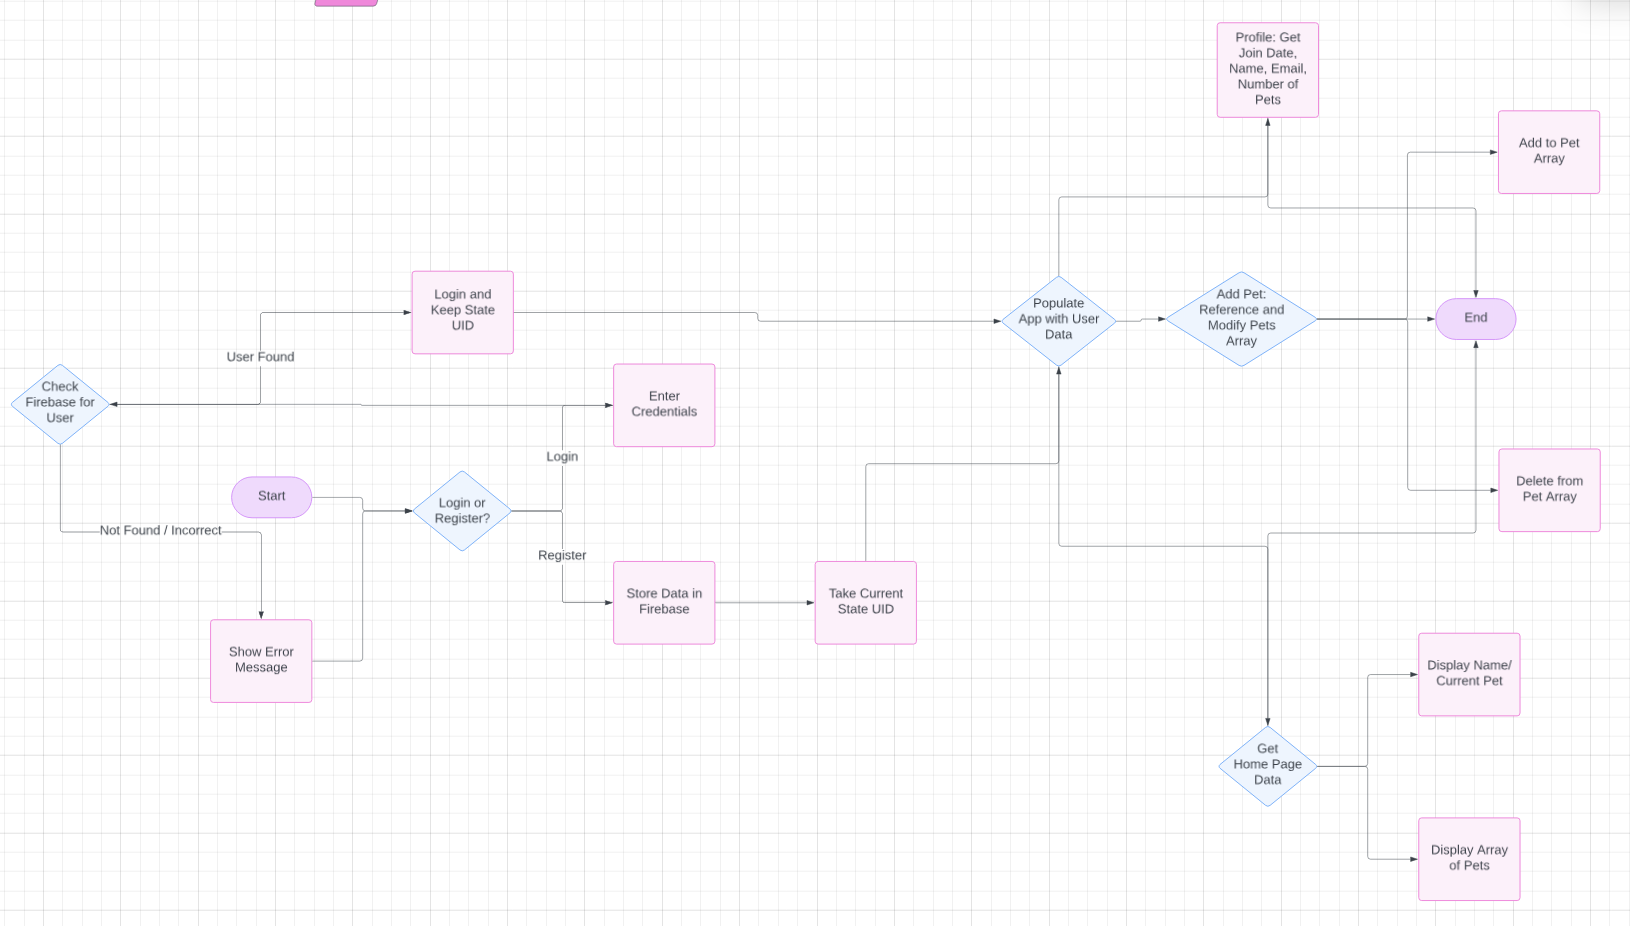 Profile: Get
Join Date,
Name, Email,
Number of
Pets
Add to Pet
Array
Login and
Keep State
UID
Populate
App with User
Data
Add Pet:
Reference and
Modify Pets
Array
End
User Found
Check
Firebase for
User
Enter
Credentials
Login
Start
Login or
Register?
Delete from
Pet Array
Not Found / Incorrect
Register
Store Data in
Firebase
Take Current
State UID
Show Error
Message
Display Name/
Current Pet
Get
Home Page
Data
Display Array
of Pets